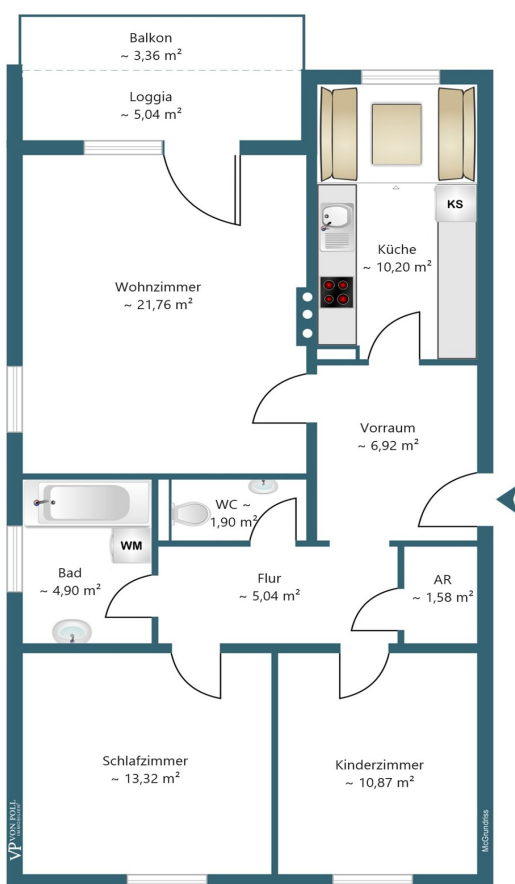 Balkon
~ 3,36 m²
Loggia
~ 5,04 m²
KS
Küche
~ 10,20 m²
Wohnzimmer
~ 21,76 m²
Vorraum
~ 6,92 m²
WC ~
1,90 m²
WM
Bad
~ 4,90 m²
Flur
~ 5,04 m²
AR
~ 1,58 m²
Schlafzimmer
~ 13,32 m²
Kinderzimmer
~ 10,87 m²
VP VON POLL
IMMOBILIEN
McGrundriss